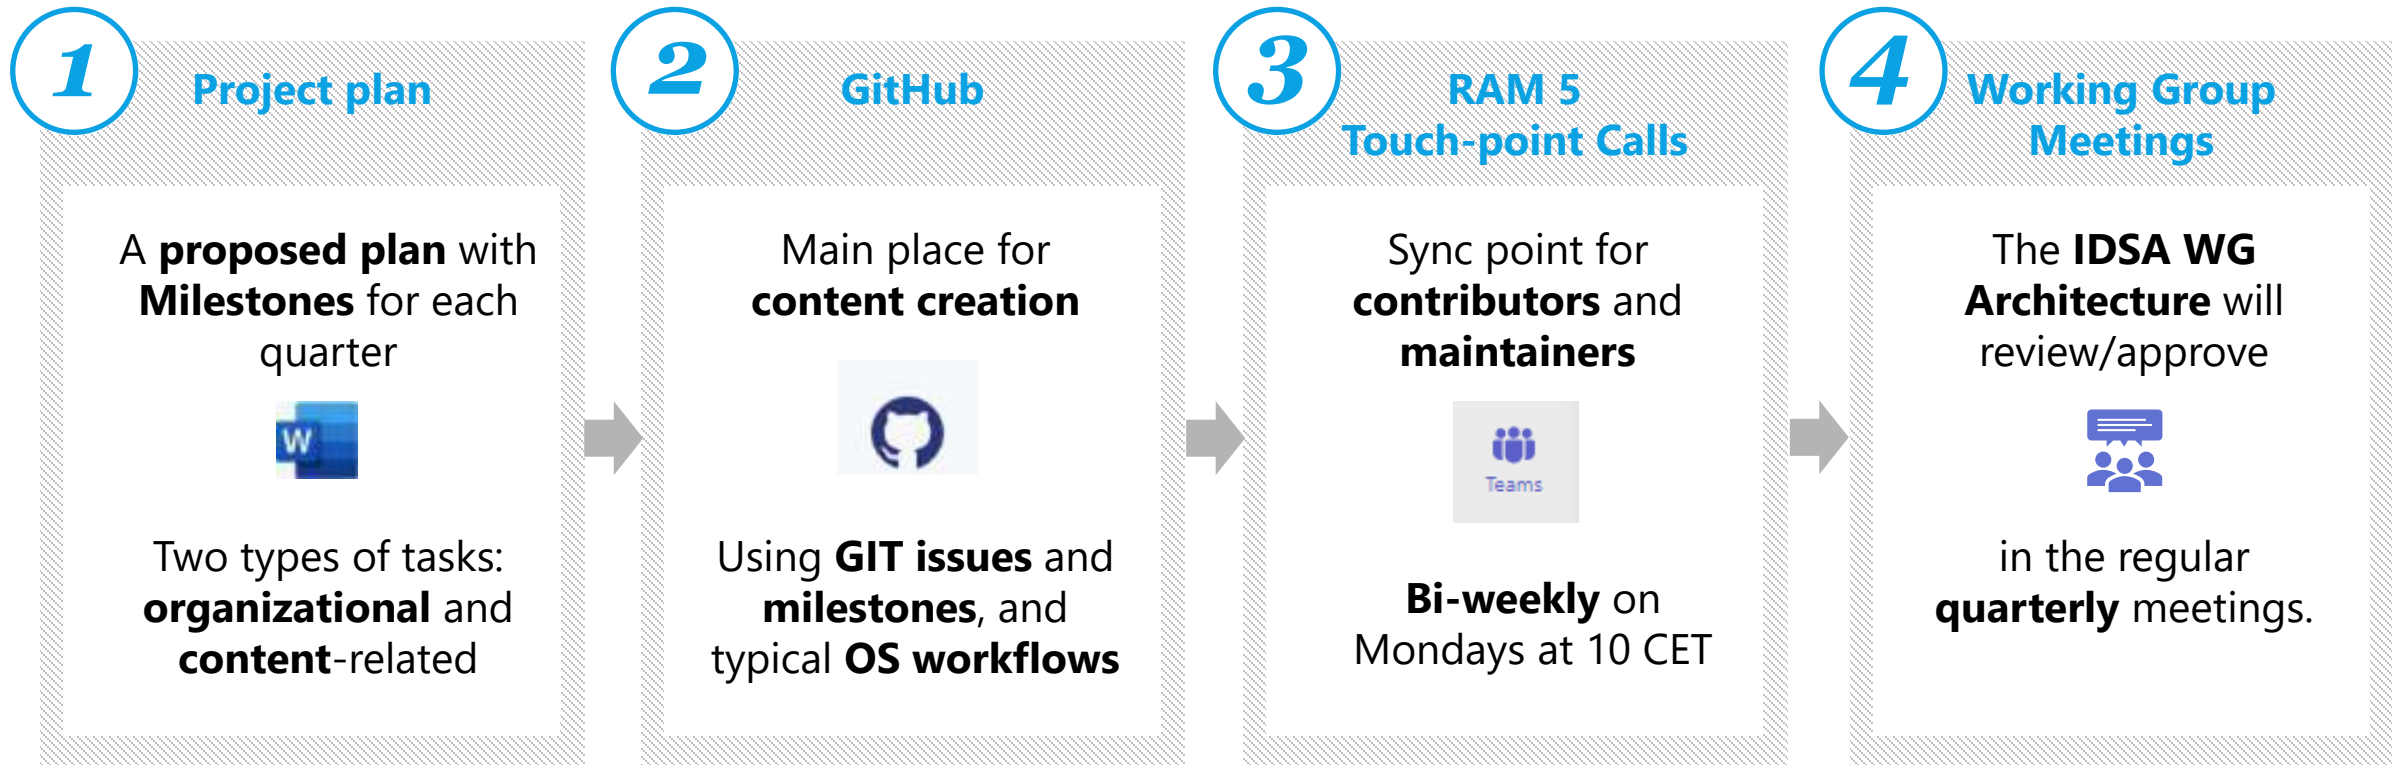 1
Project plan
A proposed plan with
Milestones for each
quarter
W
Two types of tasks:
organizational and
content-related
2
GitHub
Main place for
content creation
Using GIT issues and
milestones, and
typical OS workflows
3
RAM 5
Touch-point Calls
Sync point for
contributors and
maintainers
Teams
Bi-weekly on
Mondays at 10 CET
4
Working Group
Meetings
The IDSA WG
Architecture will
review/approve
in the regular
quarterly meetings.